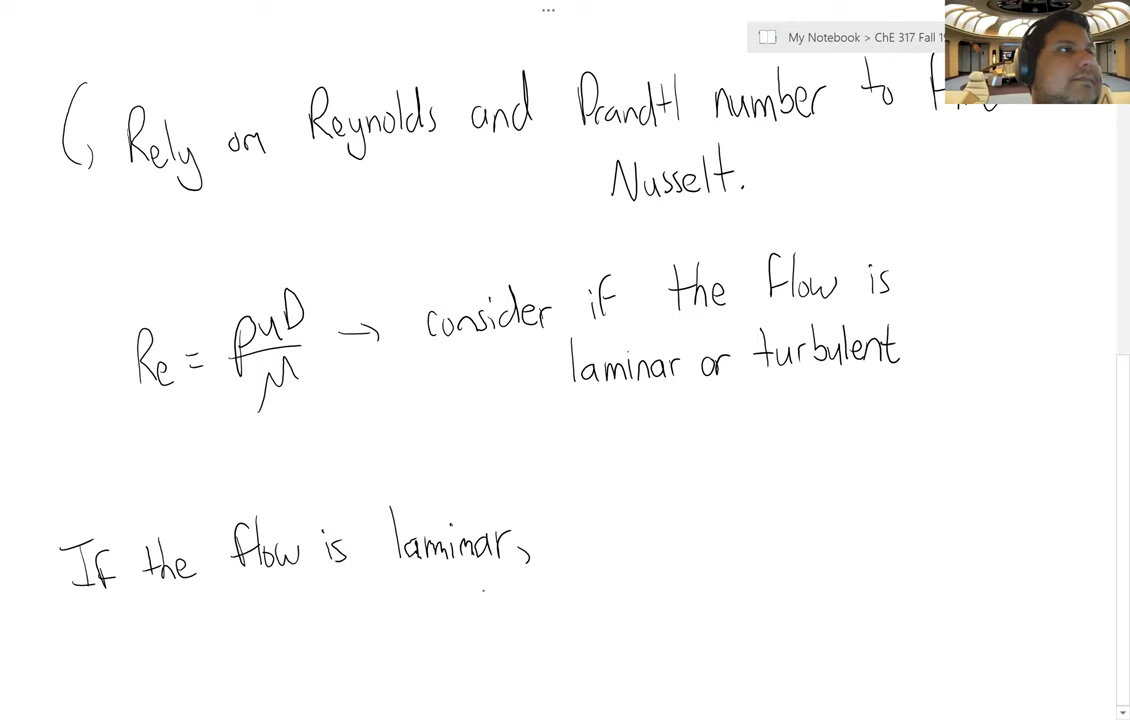 My Notebook > ChE 317 Fall
Rely on Reynolds and Prandtl number to
Nusselt.
Re = ρuD/μ → consider if the flow is
laminar or turbulent
If the flow is laminar,